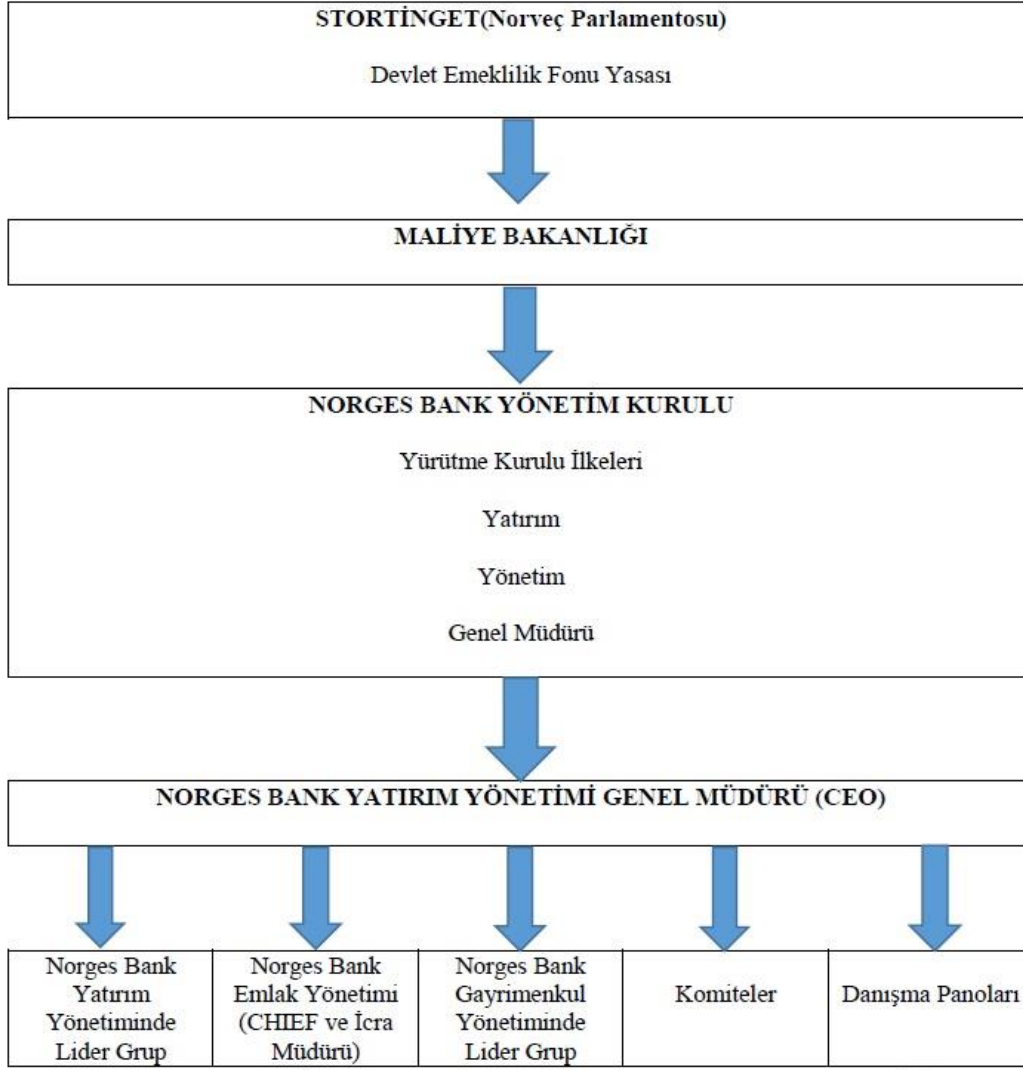 STORTİNGET(Norveç Parlamentosu)
Devlet Emeklilik Fonu Yasası
MALİYE BAKANLIĞI
NORGES BANK YÖNETİM KURULU
Yürütme Kurulu İlkeleri
Yatırım
Yönetim
Genel Müdürü
NORGES BANK YATIRIM YÖNETİMİ GENEL MÜDÜRÜ (CEO)
Norges Bank
Yatırım
Yönetiminde
Lider Grup
Norges Bank
Emlak Yönetimi
(CHIEF ve İcra
Müdürü)
Norges Bank
Gayrimenkul
Yönetiminde
Lider Grup
Komiteler
Danışma Panoları